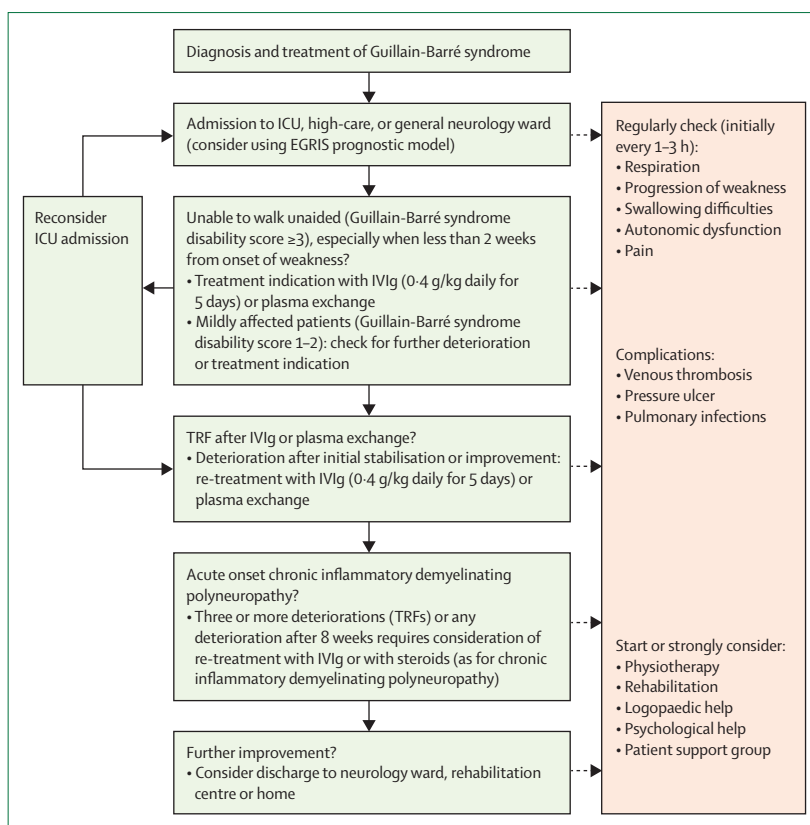 Diagnosis and treatment of Guillain-Barré syndrome
Admission to ICU, high-care, or general neurology ward
(consider using EGRIS prognostic model)
Reconsider
ICU admission
Unable to walk unaided (Guillain-Barré syndrome
disability score ≥3), especially when less than 2 weeks
from onset of weakness?
• Treatment indication with IVIg (0·4 g/kg daily for
5 days) or plasma exchange
• Mildly affected patients (Guillain-Barré syndrome
disability score 1–2): check for further deterioration
or treatment indication
TRF after IVIg or plasma exchange?
• Deterioration after initial stabilisation or improvement:
re-treatment with IVIg (0·4 g/kg daily for 5 days) or
plasma exchange
Acute onset chronic inflammatory demyelinating
polyneuropathy?
• Three or more deteriorations (TRFs) or any
deterioration after 8 weeks requires consideration of
re-treatment with IVIg or with steroids (as for chronic
inflammatory demyelinating polyneuropathy)
Further improvement?
• Consider discharge to neurology ward, rehabilitation
centre or home
Regularly check (initially
every 1–3 h):
• Respiration
• Progression of weakness
• Swallowing difficulties
• Autonomic dysfunction
• Pain
Complications:
• Venous thrombosis
• Pressure ulcer
• Pulmonary infections
Start or strongly consider:
• Physiotherapy
• Rehabilitation
• Logopaedic help
• Psychological help
• Patient support group